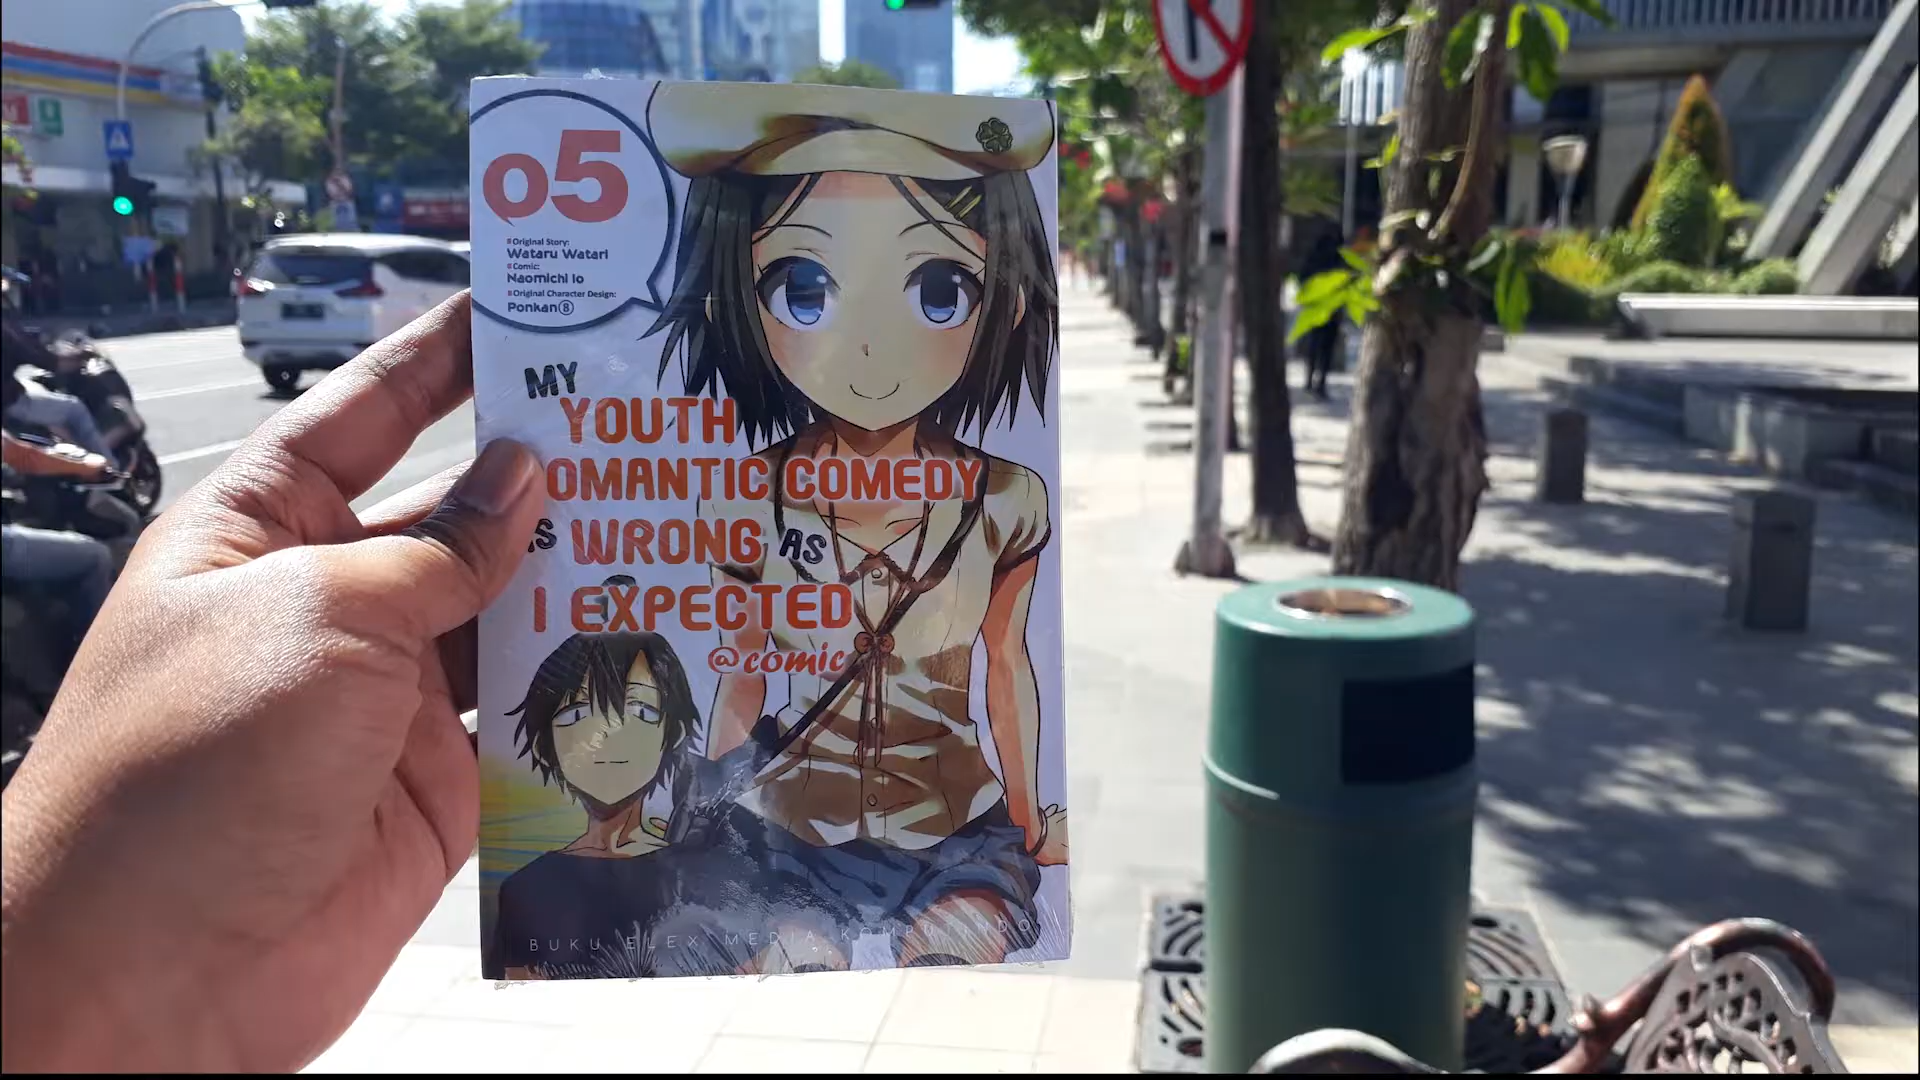 05
Original Story:
Wataru Watari
Comic:
Naomichi Io
Original Character Design:
Ponkan⑧
MY
YOUTH
OMANTIC COMEDY
IS WRONG AS
I EXPECTED
@comic
BUKU ELEX MEDIA KOMPUTINDO